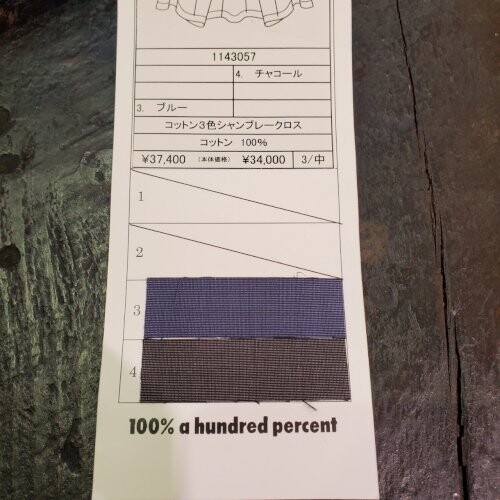 1143057
4. チャコール
3. ブルー
コットン3色シャンブレークロス
コットン 100%
¥37,400 (本体価格) ¥34,000 3/中
1
2
3
4
100% a hundred percent